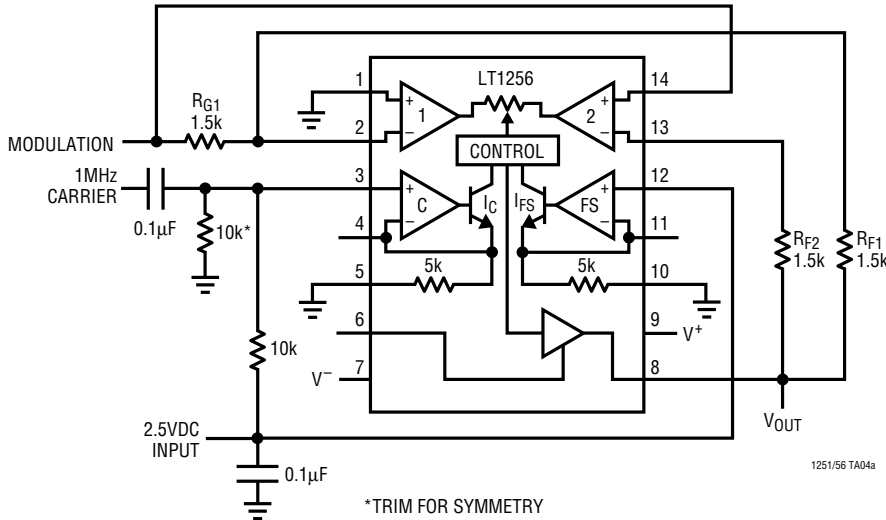 LT1256
1
14
RG1
1.5k
+
1
–
+
2
–
2
13
MODULATION
CONTROL
1MHz
CARRIER
3
12
+
C
–
IC
IFS
+
FS
–
0.1µF
10k*
4
11
RF2
1.5k
RF1
1.5k
5
5k
5k
10
6
9
V+
10k
7
V–
8
VOUT
2.5VDC
INPUT
0.1µF
1251/56 TA04a
*TRIM FOR SYMMETRY